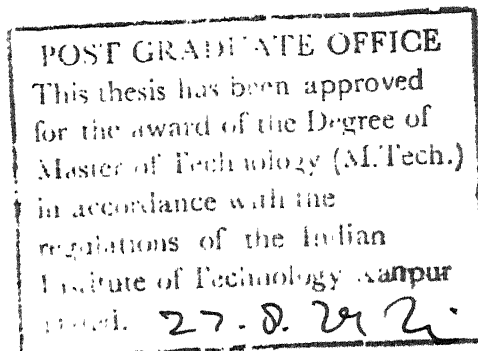 POST GRADUATE OFFICE
This thesis has been approved
for the award of the Degree of
Master of Technology (M.Tech.)
in accordance with the
regulations of the Indian
Institute of Technology Kanpur
27.8.